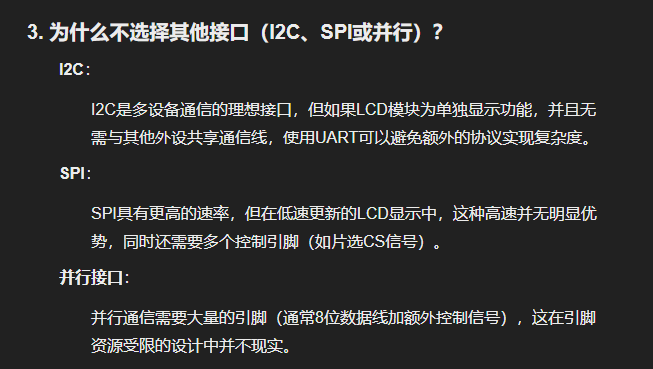 3. 为什么不选择其他接口（I2C、SPI或并行）？
I2C：
I2C是多设备通信的理想接口，但如果LCD模块为单独显示功能，并且无
需与其他外设共享通信线，使用UART可以避免额外的协议实现复杂度。
SPI：
SPI具有更高的速率，但在低速更新的LCD显示中，这种高速并无明显优
势，同时还需要多个控制引脚（如片选CS信号）。
并行接口：
并行通信需要大量的引脚（通常8位数据线加额外控制信号），这在引脚
资源受限的设计中并不现实。